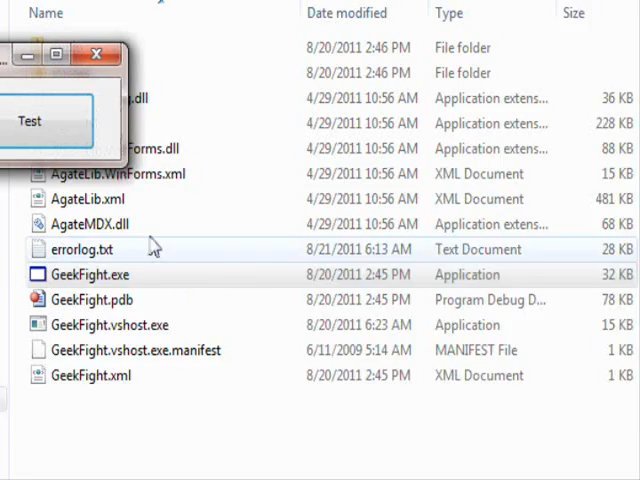 Name Date modified Type Size
8/20/2011 2:46 PM File folder
... 8/20/2011 2:46 PM File folder
.dll 4/29/2011 10:56 AM Application extens... 36 KB
Test 4/29/2011 10:56 AM Application extens... 228 KB
Forms.dll 4/29/2011 10:56 AM Application extens... 88 KB
AgateLib.WinForms.xml 4/29/2011 10:56 AM XML Document 15 KB
AgateLib.xml 4/29/2011 10:56 AM XML Document 481 KB
AgateMDX.dll 4/29/2011 10:56 AM Application extens... 68 KB
errorlog.txt 8/21/2011 6:13 AM Text Document 28 KB
GeekFight.exe 8/20/2011 2:45 PM Application 32 KB
GeekFight.pdb 8/20/2011 2:45 PM Program Debug D... 78 KB
GeekFight.vshost.exe 8/20/2011 6:23 AM Application 15 KB
GeekFight.vshost.exe.manifest 6/11/2009 5:14 AM MANIFEST File 1 KB
GeekFight.xml 8/20/2011 2:45 PM XML Document 1 KB